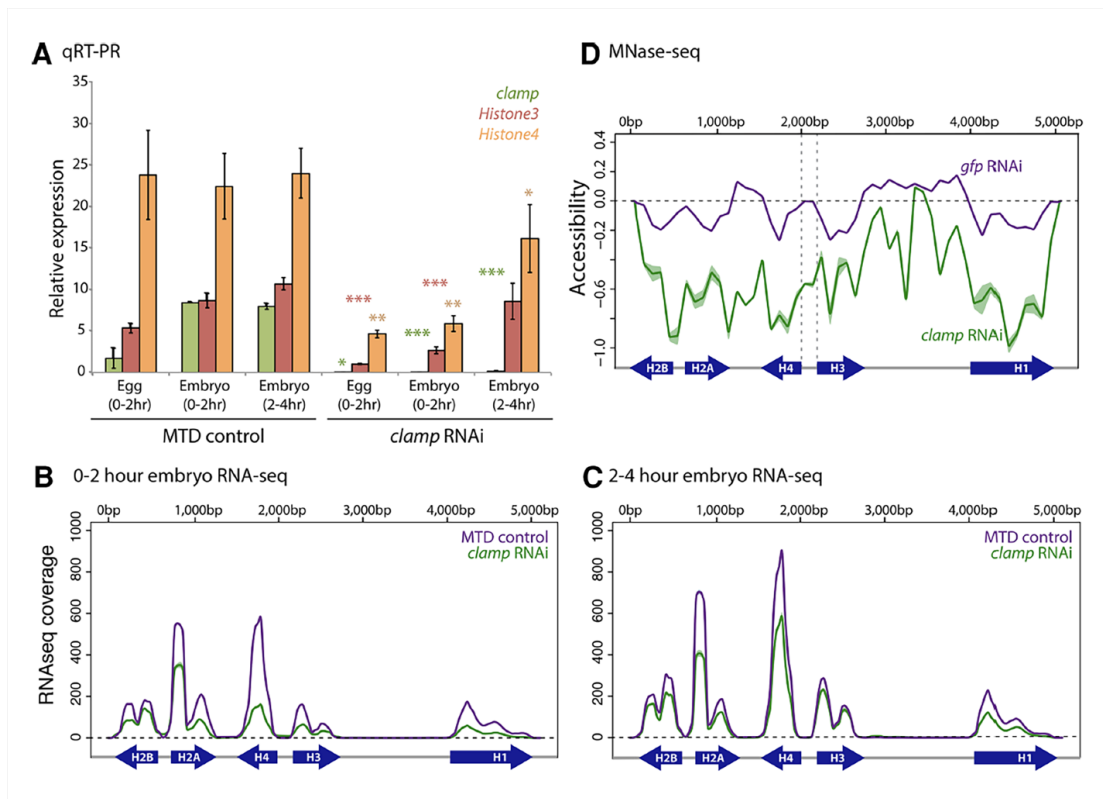 A qRT-PR
35
30
25
20
15
10
5
0
Relative expression
clamp
Histone3
Histone4
* *** ** *** *** ** *** *
Egg Embryo Embryo Egg Embryo Embryo
(0-2hr) (0-2hr) (2-4hr) (0-2hr) (0-2hr) (2-4hr)
MTD control clamp RNAi
D MNase-seq
0bp 1,000bp 2,000bp 3,000bp 4,000bp 5,000bp
0.4
0.0
-0.2
-0.6
-1.0
Accessibility
gfp RNAi
clamp RNAi
H2B H2A H4 H3 H1
B 0-2 hour embryo RNA-seq
0bp 1,000bp 2,000bp 3,000bp 4,000bp 5,000bp
1000
800
600
400
200
0
RNAseq coverage
MTD control
clamp RNAi
H2B H2A H4 H3 H1
C 2-4 hour embryo RNA-seq
0bp 1,000bp 2,000bp 3,000bp 4,000bp 5,000bp
1000
800
600
400
200
0
MTD control
clamp RNAi
H2B H2A H4 H3 H1